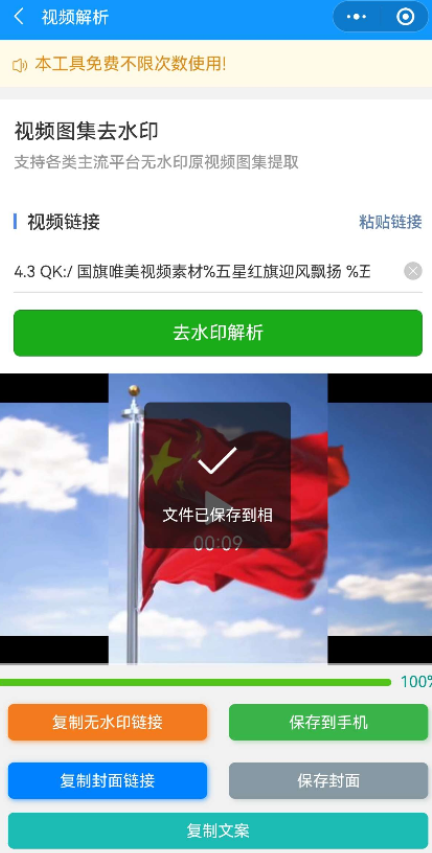 视频解析
本工具免费不限次数使用!
视频图集去水印
支持各类主流平台无水印原视频图集提取
视频链接
粘贴链接
4.3 QK:/ 国旗唯美视频素材%五星红旗迎风飘扬 %五
去水印解析
文件已保存到相
00:09
100%
复制无水印链接
保存到手机
复制封面链接
保存封面
复制文案